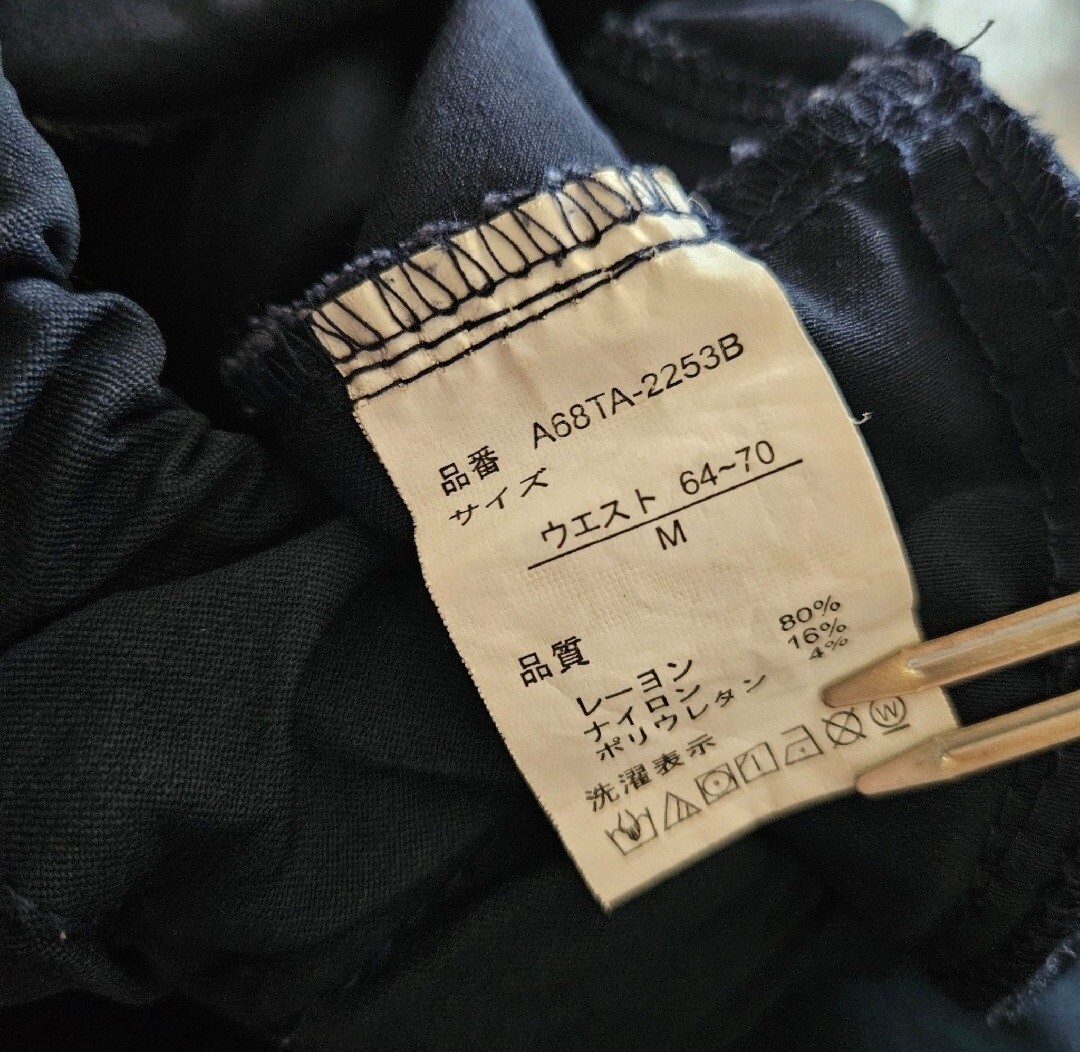 品番 A68TA-2253B
サイズ
ウエスト 64~70
M
品質
レーヨン 80%
ナイロン 16%
ポリウレタン 4%
洗濯表示
W